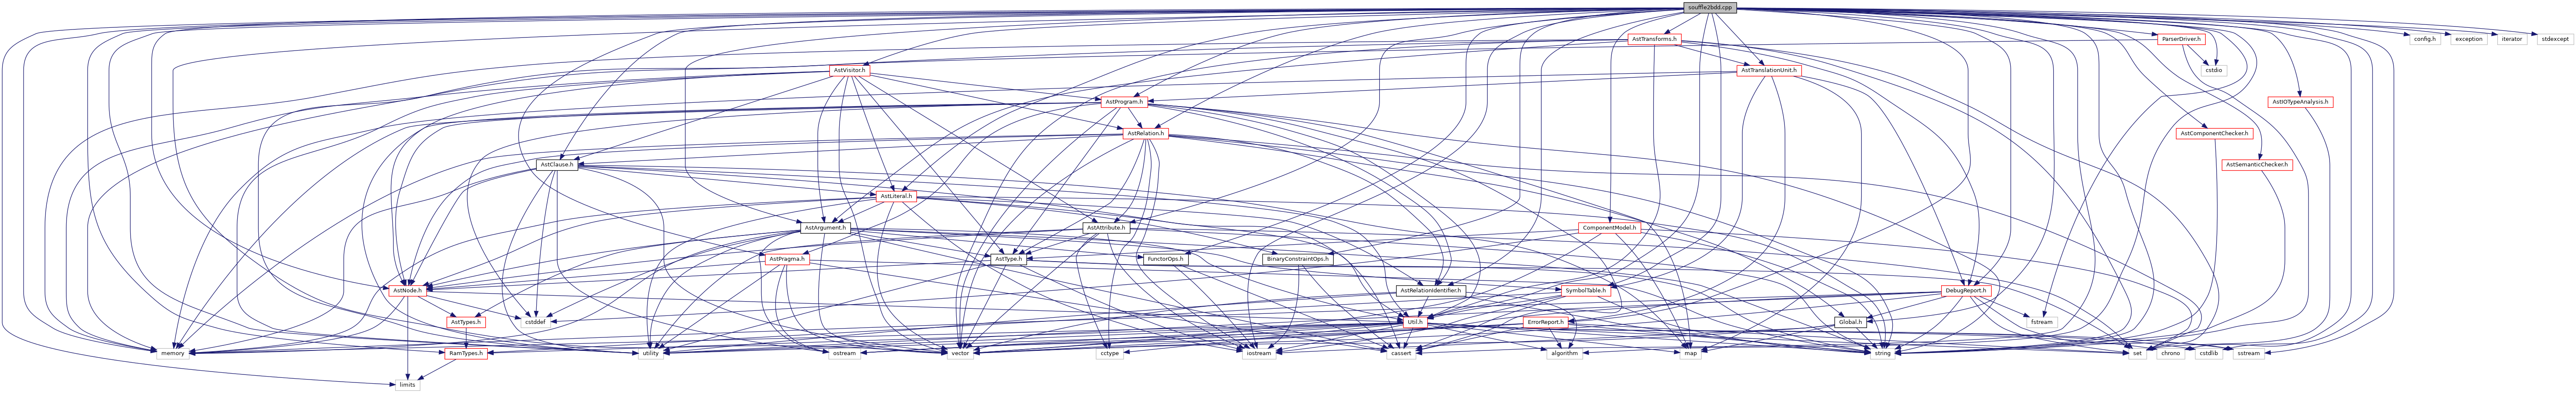 souffle2bdd.cpp
AstTransforms.h
ParserDriver.h
config.h
exception
iterator
stdexcept
AstVisitor.h
AstTranslationUnit.h
cstdio
AstProgram.h
AstIOTypeAnalysis.h
AstRelation.h
AstComponentChecker.h
AstClause.h
AstSemanticChecker.h
AstLiteral.h
AstArgument.h
AstAttribute.h
ComponentModel.h
AstPragma.h
AstType.h
FunctorOps.h
BinaryConstraintOps.h
AstNode.h
AstRelationIdentifier.h
SymbolTable.h
DebugReport.h
AstTypes.h
cstddef
Util.h
ErrorReport.h
Global.h
fstream
memory
RamTypes.h
utility
ostream
vector
cctype
iostream
cassert
algorithm
map
string
set
chrono
cstdlib
sstream
limits